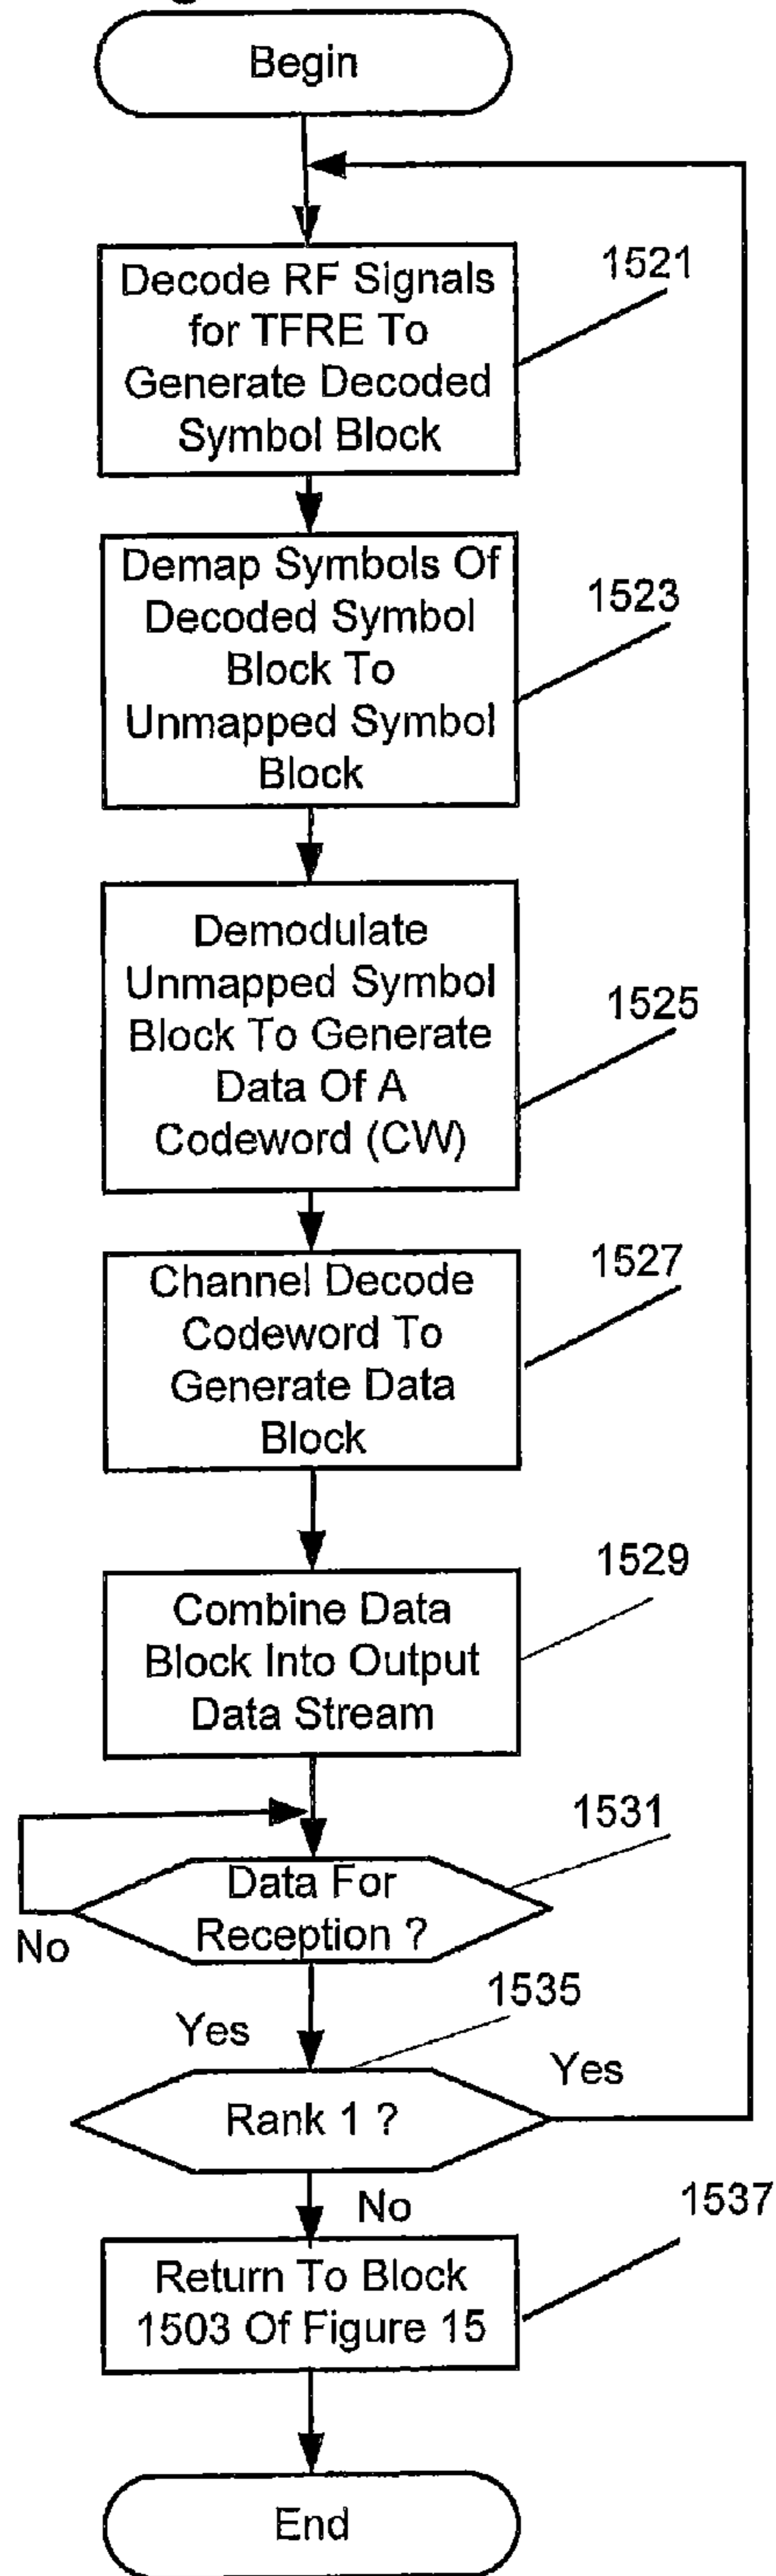 Begin
Decode RF Signals
for TFRE To
Generate Decoded
Symbol Block
1521
Demap Symbols Of
Decoded Symbol
Block To
Unmapped Symbol
Block
1523
Demodulate
Unmapped Symbol
Block To Generate
Data Of A
Codeword (CW)
1525
Channel Decode
Codeword To
Generate Data
Block
1527
Combine Data
Block Into Output
Data Stream
1529
1531
Data For
Reception ?
No
Yes
1535
Rank 1 ?
Yes
No
1537
Return To Block
1503 Of Figure 15
End